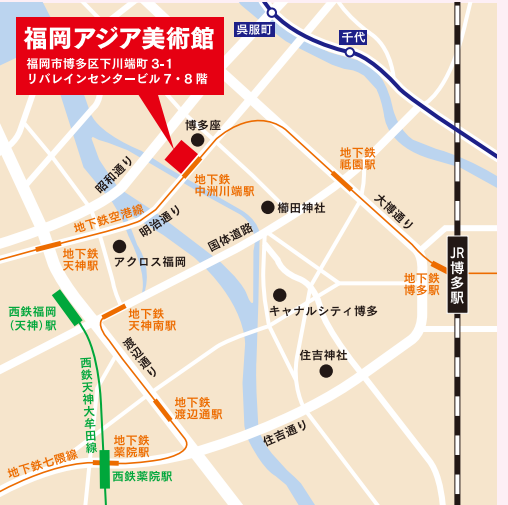 福岡アジア美術館
福岡市博多区下川端町 3-1
リバレインセンタービル 7・8 階
呉服町
千代
博多座
地下鉄
祇園駅
昭和通り
地下鉄
中洲川端駅
地下鉄空港線
明治通り
櫛田神社
大博通り
国体道路
地下鉄
天神駅
アクロス福岡
JR博多駅
地下鉄
博多駅
西鉄福岡
(天神)駅
地下鉄
天神南駅
キャナルシティ博多
渡辺通り
住吉神社
西鉄天神大牟田線
地下鉄
渡辺通駅
住吉通り
地下鉄
薬院駅
地下鉄七隈線
西鉄薬院駅